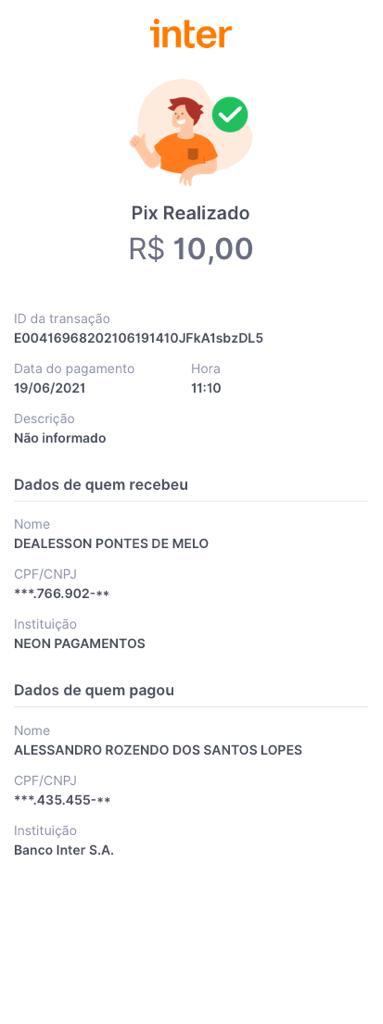 inter
Pix Realizado
R$ 10,00
ID da transação
E00416968202106191410JFkA1sbzDL5
Data do pagamento Hora
19/06/2021 11:10
Descrição
Não informado
Dados de quem recebeu
Nome
DEALESSON PONTES DE MELO
CPF/CNPJ
***.766.902-**
Instituição
NEON PAGAMENTOS
Dados de quem pagou
Nome
ALESSANDRO ROZENDO DOS SANTOS LOPES
CPF/CNPJ
***.435.455-**
Instituição
Banco Inter S.A.